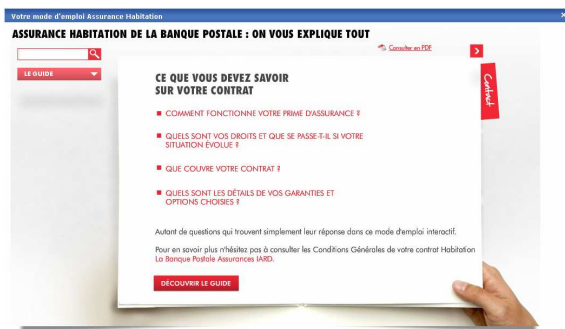 Votre mode d'emploi Assurance Habitation
ASSURANCE HABITATION DE LA BANQUE POSTALE : ON VOUS EXPLIQUE TOUT
Consulter en PDF
LE GUIDE
Contrat
CE QUE VOUS DEVEZ SAVOIR
SUR VOTRE CONTRAT
COMMENT FONCTIONNE VOTRE PRIME D'ASSURANCE ?
QUELS SONT VOS DROITS ET QUE SE PASSE-T-IL SI VOTRE
SITUATION ÉVOLUE ?
QUE COUVRE VOTRE CONTRAT ?
QUELS SONT LES DÉTAILS DE VOS GARANTIES ET
OPTIONS CHOISIES ?
Autant de questions qui trouvent simplement leur réponse dans ce mode d'emploi interactif.
Pour en savoir plus n'hésitez pas à consulter les Conditions Générales de votre contrat Habitation
La Banque Postale Assurances IARD.
DÉCOUVRIR LE GUIDE